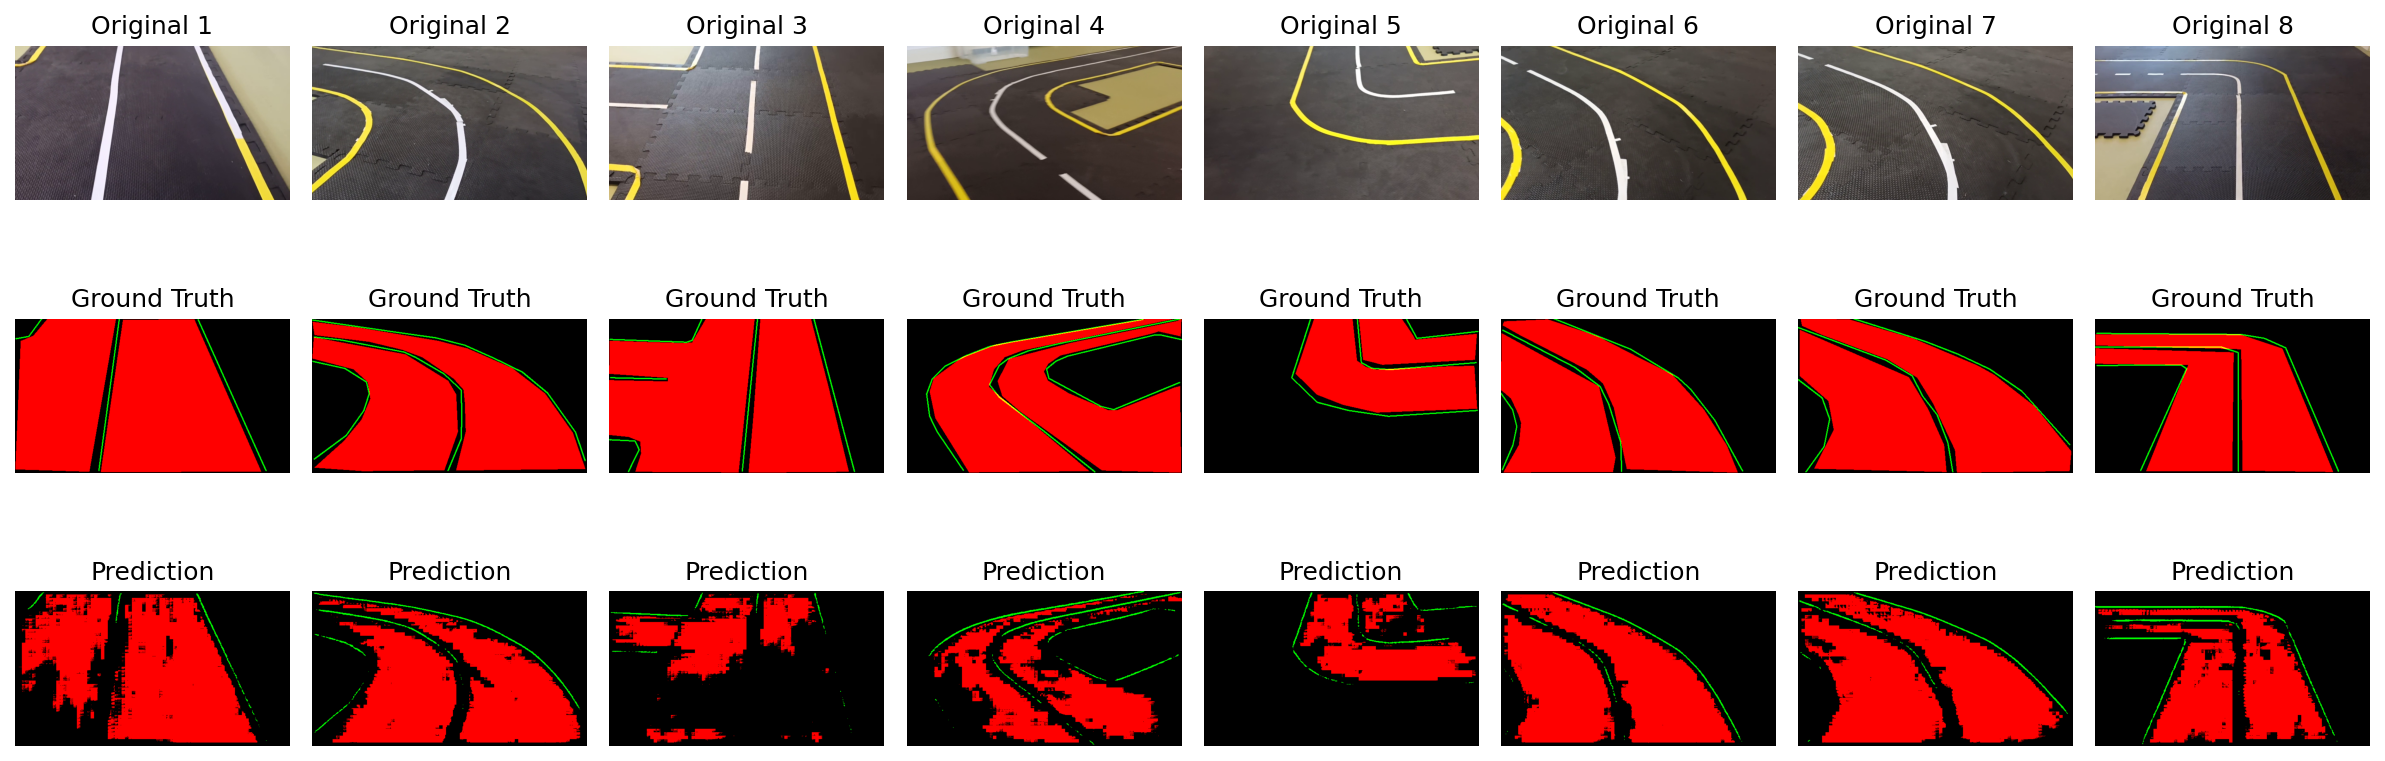 Original 1
Original 2
Original 3
Original 4
Original 5
Original 6
Original 7
Original 8
Ground Truth
Ground Truth
Ground Truth
Ground Truth
Ground Truth
Ground Truth
Ground Truth
Ground Truth
Prediction
Prediction
Prediction
Prediction
Prediction
Prediction
Prediction
Prediction